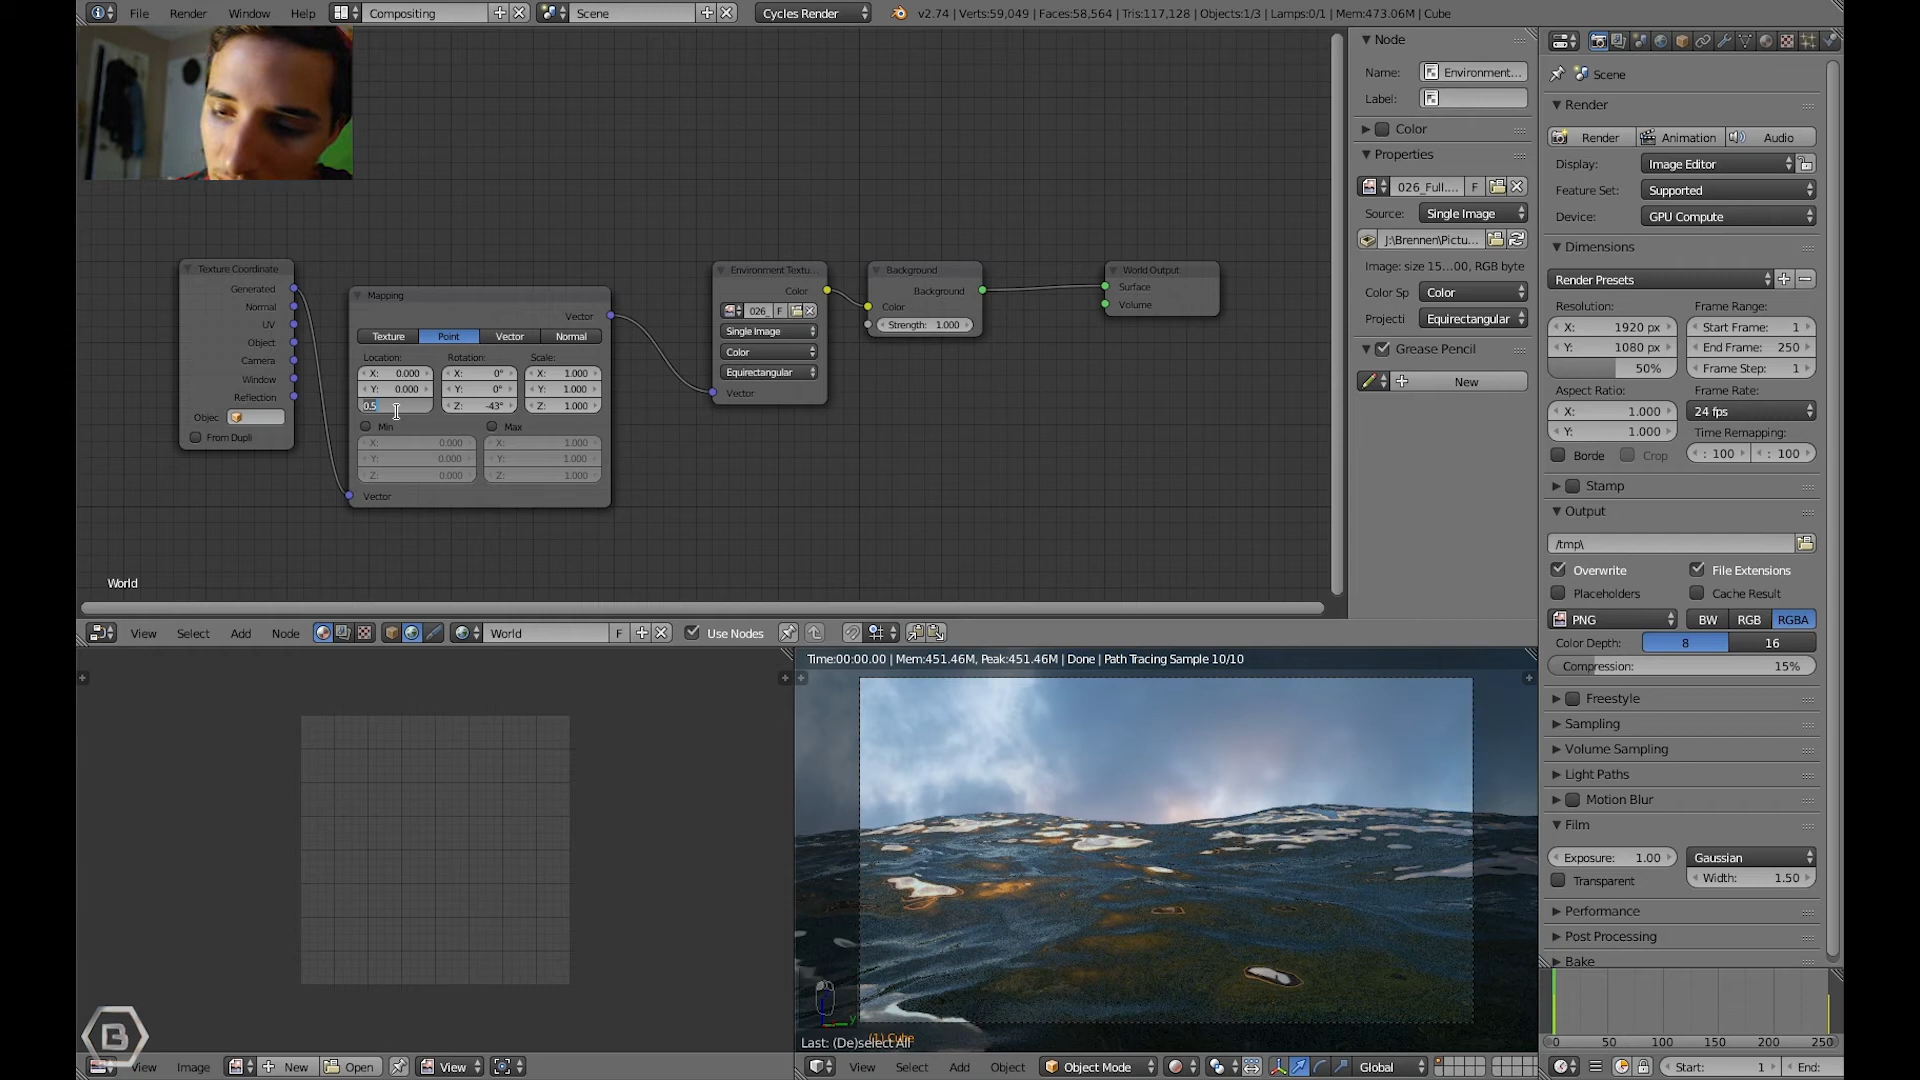 File Render Window Help Compositing Scene Cycles Render v2.74 | Verts:59,049 | Faces:58,564 | Tris:117,128 | Objects:1/3 | Lamps:0/1 | Mem:473.06M | Cube
Texture Coordinate
Generated
Normal
UV
Object
Camera
Window
Reflection
Objec
From Dupli
Mapping
Vector
Texture Point Vector Normal
Location: Rotation: Scale:
X: 0.000 X: 0° X: 1.000
Y: 0.000 Y: 0° Y: 1.000
0.5 Z: -43° Z: 1.000
Min Max
X: 0.000 X: 1.000
Y: 0.000 Y: 1.000
Z: 0.000 Z: 1.000
Vector
Environment Textu...
Color
026_ F
Single Image
Color
Equirectangular
Vector
Background
Background
Color
Strength: 1.000
World Output
Surface
Volume
World
Node
Name: Environment...
Label:
Color
Properties
026_Full.... F
Source: Single Image
J:\Brennen\Pictu...
Image: size 15...00, RGB byte
Color Sp Color
Projecti Equirectangular
Grease Pencil
New
Scene
Render
Render Animation Audio
Display: Image Editor
Feature Set: Supported
Device: GPU Compute
Dimensions
Render Presets
Resolution: Frame Range:
X: 1920 px Start Frame: 1
Y: 1080 px End Frame: 250
50% Frame Step: 1
Aspect Ratio: Frame Rate:
X: 1.000 24 fps
Y: 1.000 Time Remapping:
Borde Crop : 100 : 100
Stamp
Output
/tmp\
Overwrite File Extensions
Placeholders Cache Result
PNG BW RGB RGBA
Color Depth: 8 16
Compression: 15%
Freestyle
Sampling
Volume Sampling
Light Paths
Motion Blur
Film
Exposure: 1.00 Gaussian
Transparent Width: 1.50
Performance
Post Processing
Bake
View Select Add Node World F Use Nodes
Time:00:00.00 | Mem:451.46M, Peak:451.46M | Done | Path Tracing Sample 10/10
y
(1) Cube
Last: (De)select All
B
View Image New Open View
View Select Add Object Object Mode Global
0 50 100 150 200 250
Start: 1 End: